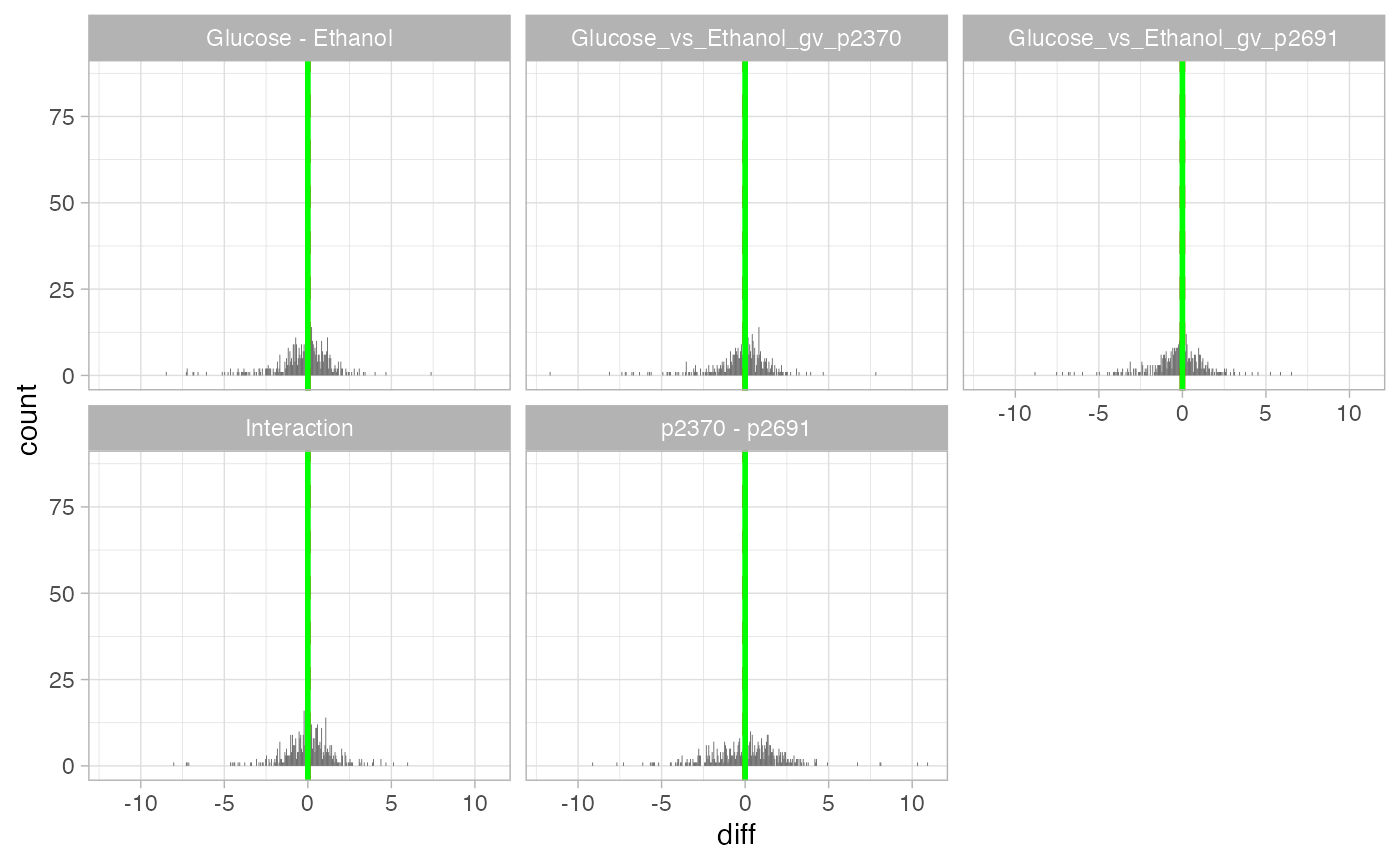 Glucose - Ethanol
Glucose_vs_Ethanol_gv_p2370
Glucose_vs_Ethanol_gv_p2691
75
50
25
0
-10 -5 0 5 10
count
Interaction
p2370 - p2691
75
50
25
0
-10 -5 0 5 10
-10 -5 0 5 10
diff